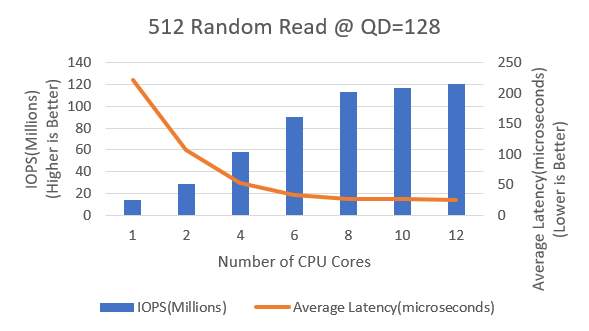 512 Random Read @ QD=128
IOPS(Millions)
(Higher is Better)
140
120
100
80
60
40
20
0
250
200
150
100
50
0
Average Latency(microseconds)
(Lower is Better)
1 2 4 6 8 10 12
Number of CPU Cores
IOPS(Millions) Average Latency(microseconds)